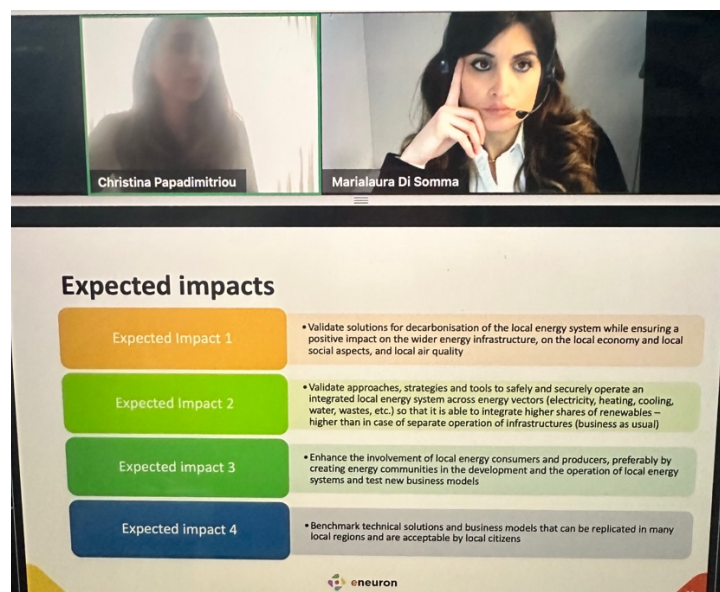 Christina Papadimitriou
Marialaura Di Somma
Expected impacts
Expected Impact 1
• Validate solutions for decarbonisation of the local energy system while ensuring a
positive impact on the wider energy infrastructure, on the local economy and local
social aspects, and local air quality
Expected Impact 2
• Validate approaches, strategies and tools to safely and securely operate an
integrated local energy system across energy vectors (electricity, heating, cooling,
water, wastes, etc.) so that it is able to integrate higher shares of renewables –
higher than in case of separate operation of infrastructures (business as usual)
Expected impact 3
• Enhance the involvement of local energy consumers and producers, preferably by
creating energy communities in the development and the operation of local energy
systems and test new business models
Expected impact 4
• Benchmark technical solutions and business models that can be replicated in many
local regions and are acceptable by local citizens
eneuron